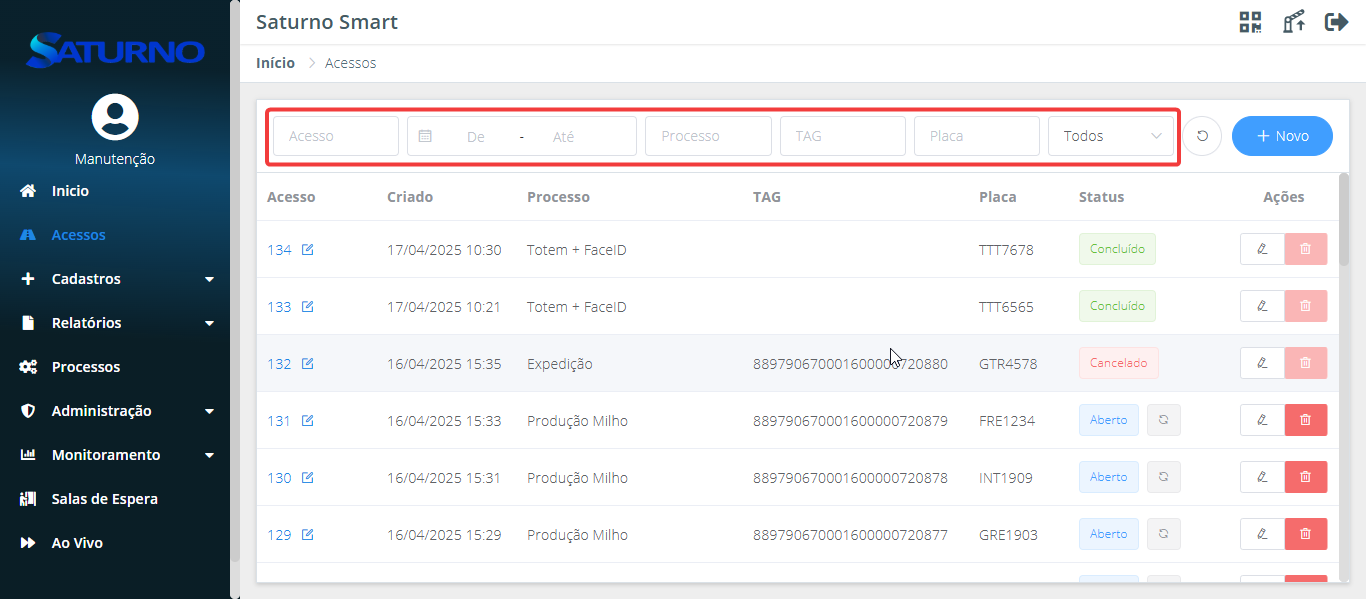 SATURNO
Manutenção
Inicio
Acessos
Cadastros
Relatórios
Processos
Administração
Monitoramento
Salas de Espera
Ao Vivo
Saturno Smart
Início > Acessos
Acesso De - Até Processo TAG Placa Todos + Novo
Acesso Criado Processo TAG Placa Status Ações
134 17/04/2025 10:30 Totem + FaceID TTT7678 Concluído
133 17/04/2025 10:21 Totem + FaceID TTT6565 Concluído
132 16/04/2025 15:35 Expedição 889790670001600000720880 GTR4578 Cancelado
131 16/04/2025 15:33 Produção Milho 889790670001600000720879 FRE1234 Aberto
130 16/04/2025 15:31 Produção Milho 889790670001600000720878 INT1909 Aberto
129 16/04/2025 15:29 Produção Milho 889790670001600000720877 GRE1903 Aberto